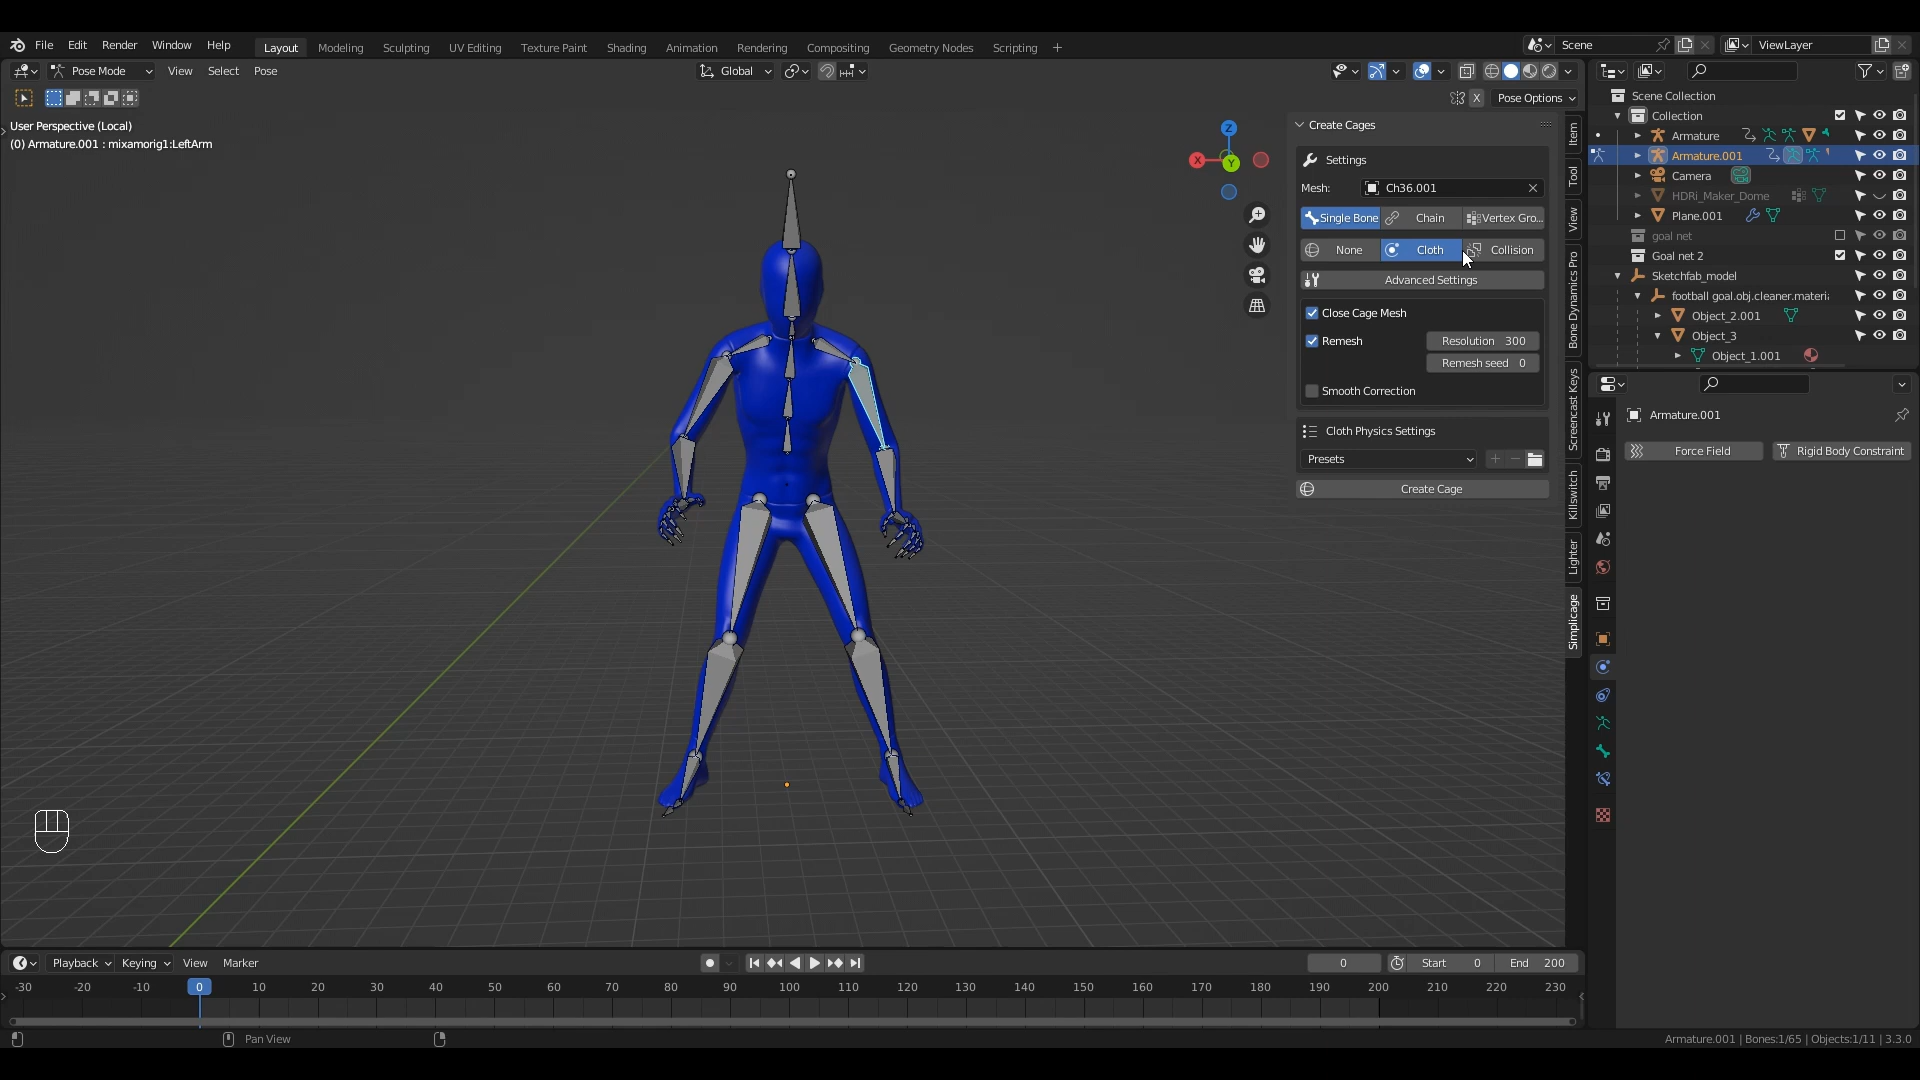 File Edit Render Window Help Layout Modeling Sculpting UV Editing Texture Paint Shading Animation Rendering Compositing Geometry Nodes Scripting + Scene ViewLayer
Pose Mode View Select Pose Global
X Pose Options
User Perspective (Local)
(0) Armature.001 : mixamorig1:LeftArm
Z
X
Y
Create Cages
Settings
Mesh: Ch36.001
Single Bone Chain Vertex Gro...
None Cloth Collision
Advanced Settings
Close Cage Mesh
Remesh Resolution 300
Remesh seed 0
Smooth Correction
Cloth Physics Settings
Presets
Create Cage
Item
Tool
View
Bone Dynamics Pro
Screencast Keys
Killswitch
Lighter
Simplicage
Scene Collection
Collection
Armature
Armature.001
Camera
HDRi_Maker_Dome
Plane.001
goal net
Goal net 2
Sketchfab_model
football goal.obj.cleaner.materi
Object_2.001
Object_3
Object_1.001
Armature.001
Force Field Rigid Body Constraint
Playback Keying View Marker 0 Start 0 End 200
-30 -20 -10 0 10 20 30 40 50 60 70 80 90 100 110 120 130 140 150 160 170 180 190 200 210 220 230
Pan View Armature.001 | Bones:1/65 | Objects:1/11 | 3.3.0